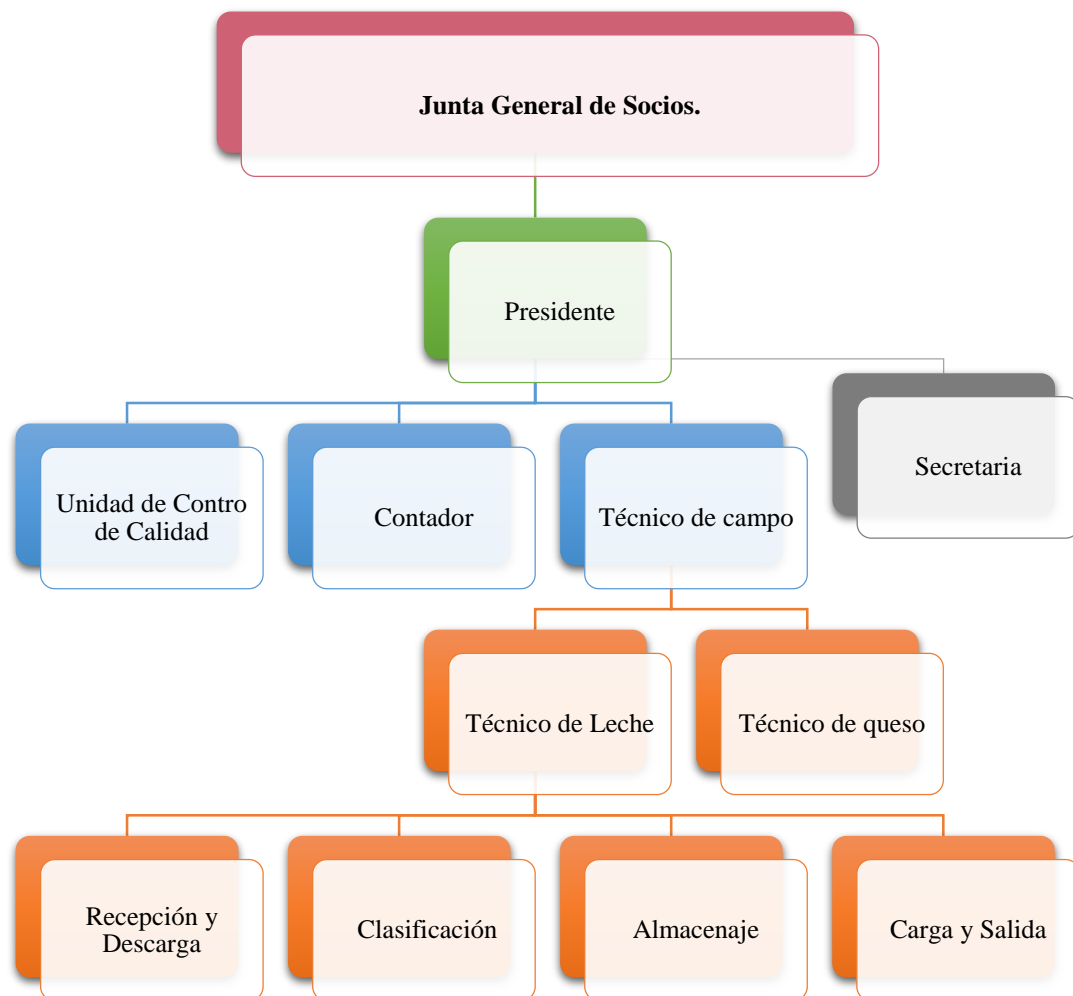 Junta General de Socios.
Presidente
Secretaria
Unidad de Contro
de Calidad
Contador
Técnico de campo
Técnico de Leche
Técnico de queso
Recepción y
Descarga
Clasificación
Almacenaje
Carga y Salida